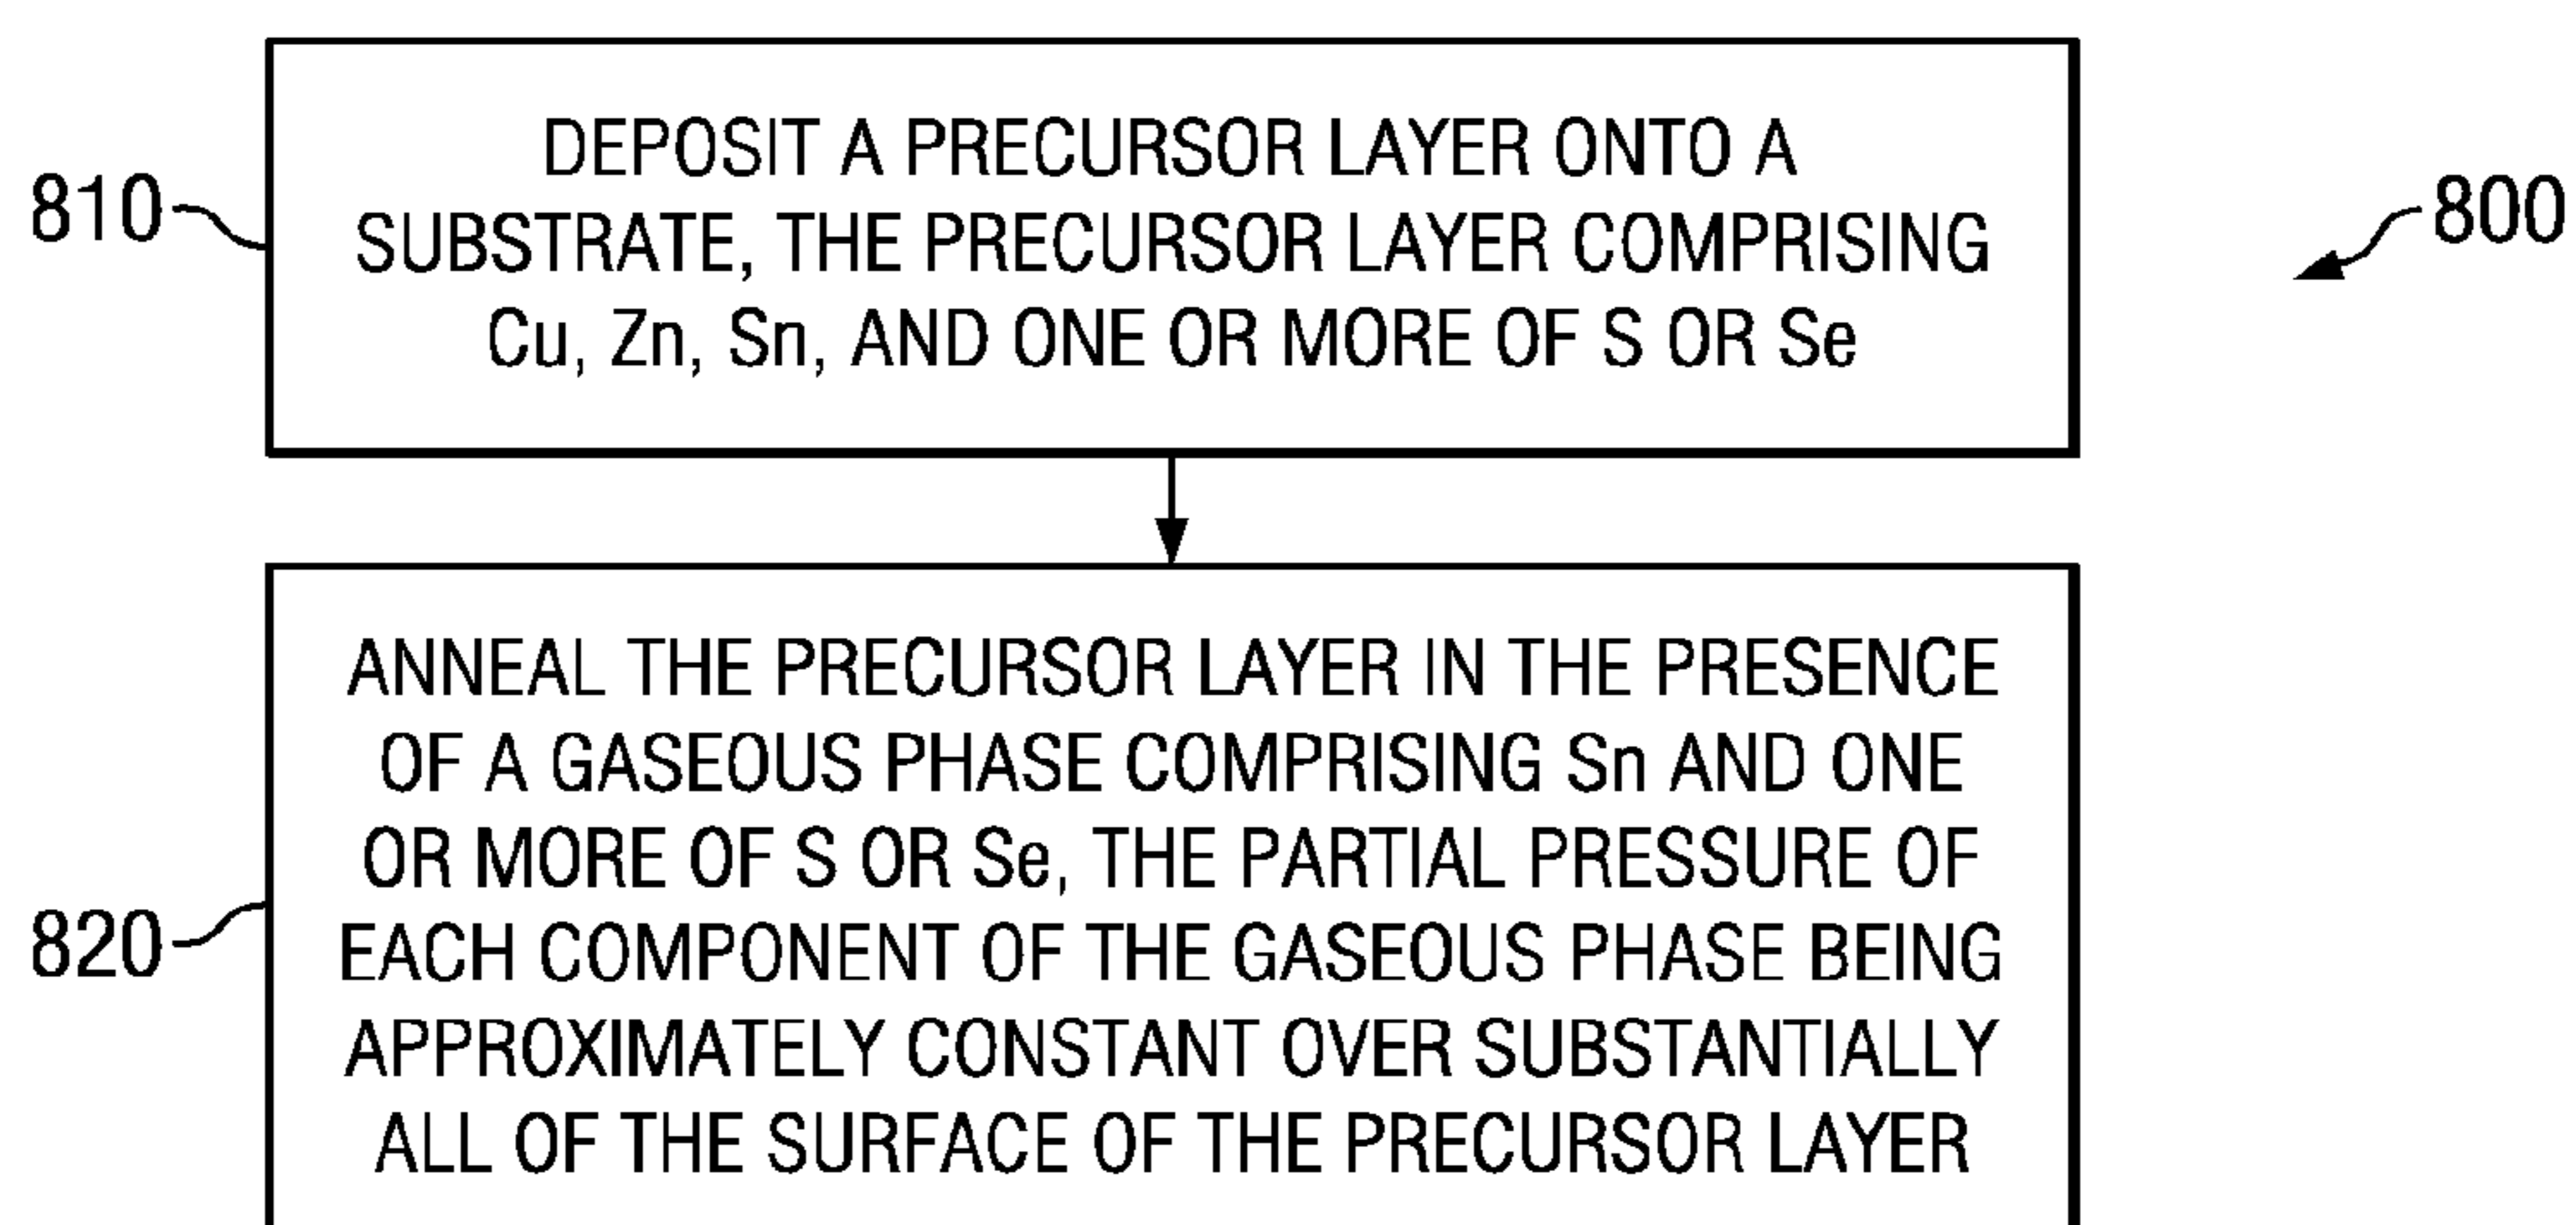 DEPOSIT A PRECURSOR LAYER ONTO A
810
SUBSTRATE, THE PRECURSOR LAYER COMPRISING
800
Cu, Zn, Sn, AND ONE OR MORE OF S OR Se
ANNEAL THE PRECURSOR LAYER IN THE PRESENCE
OF A GASEOUS PHASE COMPRISING Sn AND ONE
OR MORE OF S OR Se, THE PARTIAL PRESSURE OF
820
EACH COMPONENT OF THE GASEOUS PHASE BEING
APPROXIMATELY CONSTANT OVER SUBSTANTIALLY
ALL OF THE SURFACE OF THE PRECURSOR LAYER